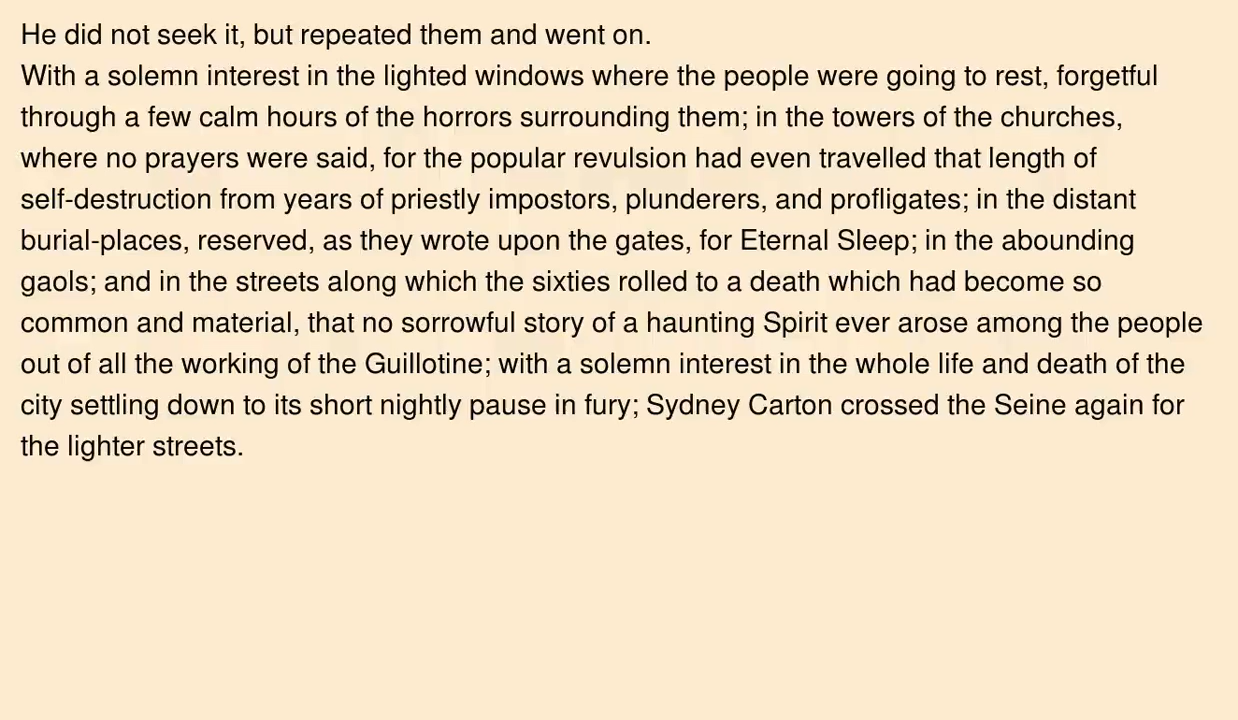 He did not seek it, but repeated them and went on.
With a solemn interest in the lighted windows where the people were going to rest, forgetful
through a few calm hours of the horrors surrounding them; in the towers of the churches,
where no prayers were said, for the popular revulsion had even travelled that length of
self-destruction from years of priestly impostors, plunderers, and profligates; in the distant
burial-places, reserved, as they wrote upon the gates, for Eternal Sleep; in the abounding
gaols; and in the streets along which the sixties rolled to a death which had become so
common and material, that no sorrowful story of a haunting Spirit ever arose among the people
out of all the working of the Guillotine; with a solemn interest in the whole life and death of the
city settling down to its short nightly pause in fury; Sydney Carton crossed the Seine again for
the lighter streets.